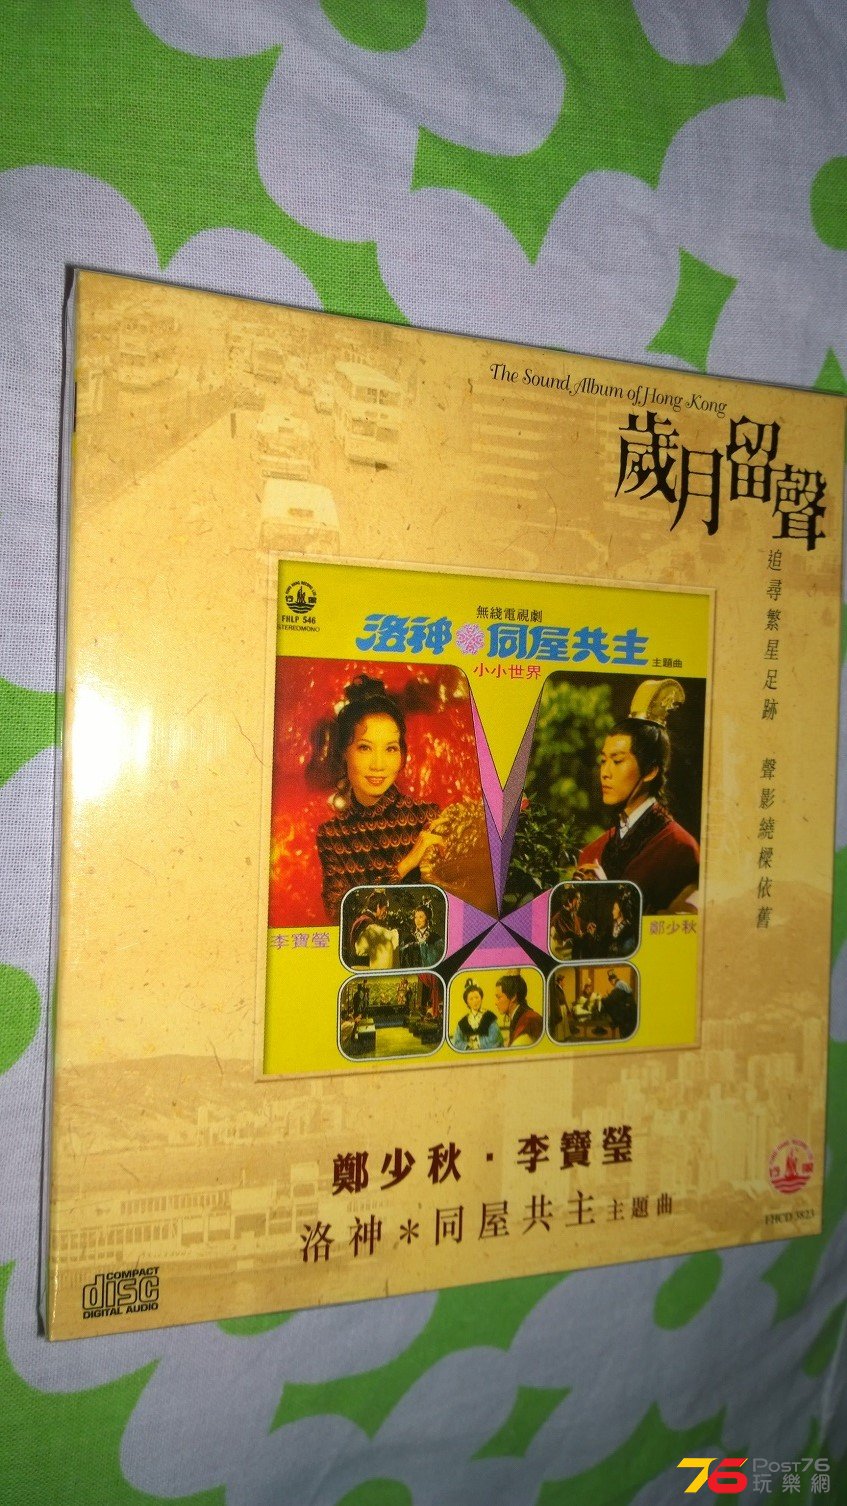 The Sound Album of Hong Kong
歲月留聲
追尋繁星足跡 聲影繞樑依舊
FHLP 546
STEREOMONO
無綫電視劇
洛神 同屋共主 主題曲
小小世界
李寶瑩
鄭少秋
鄭少秋·李寶瑩
洛神＊同屋共主主題曲
FHCD 3823
COMPACT
disc
DIGITAL AUDIO
76 POST76
玩樂網